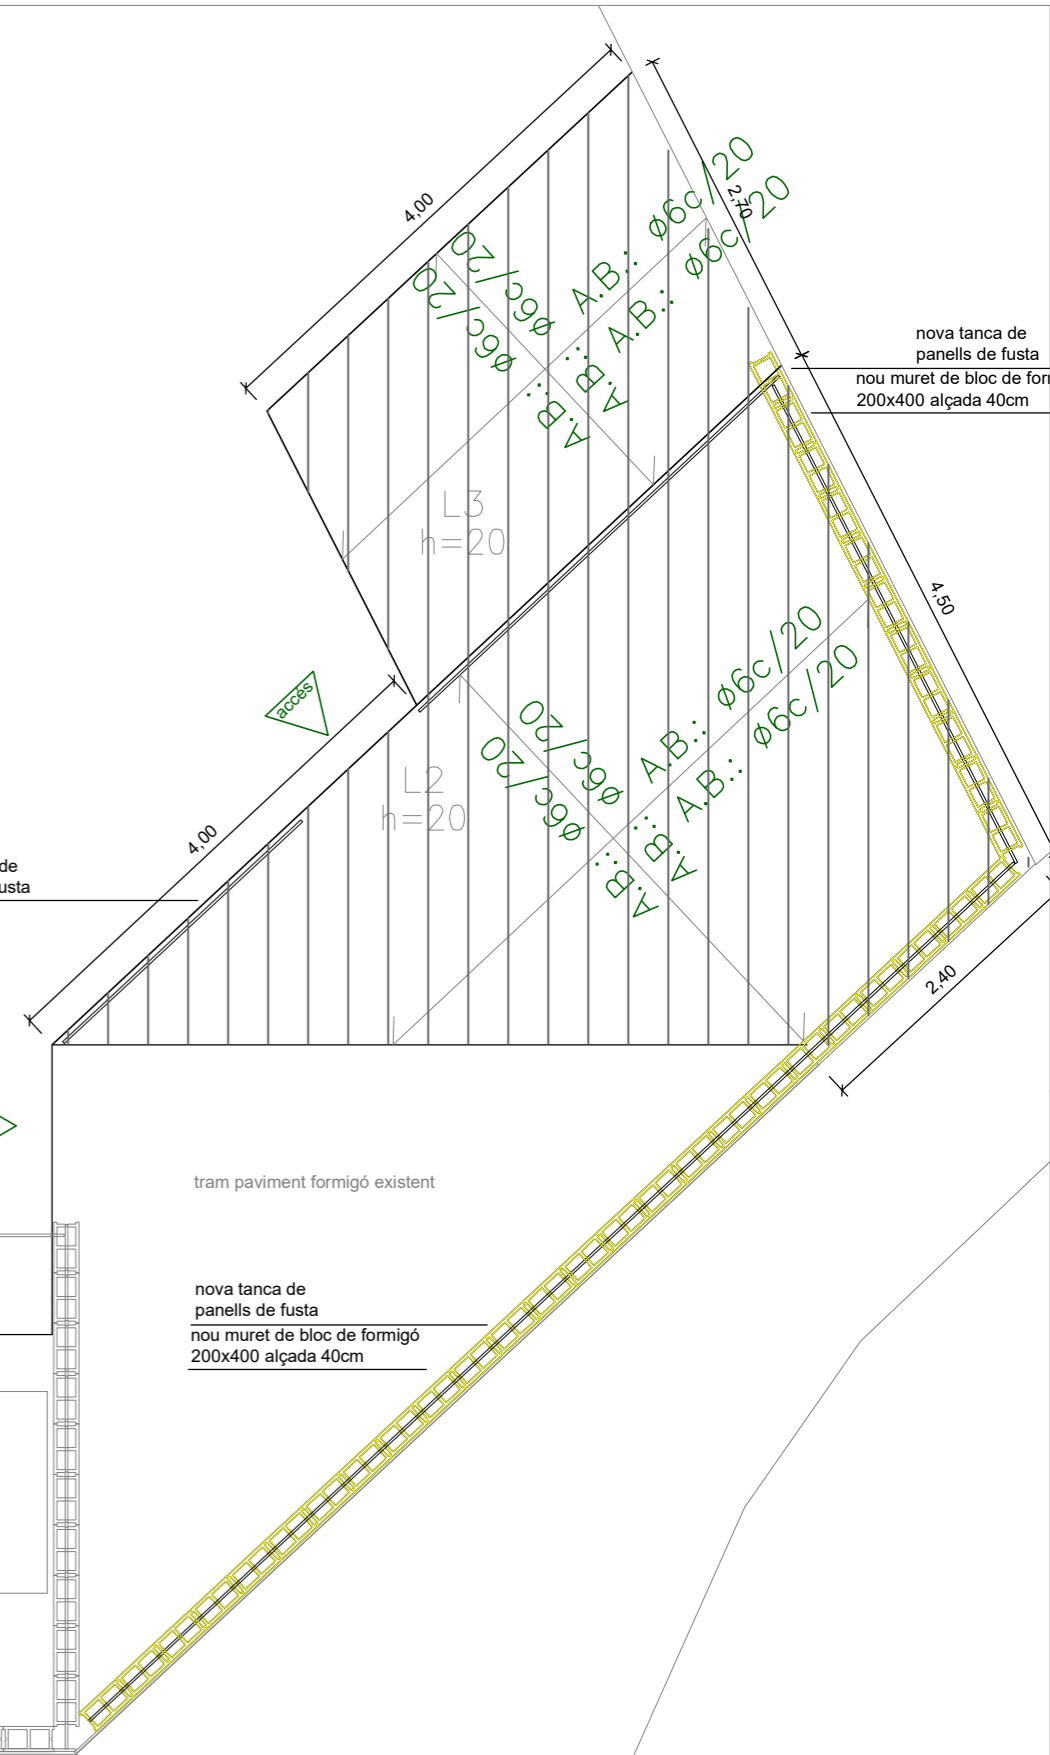 4,00
2,70
A.B.: ø6c/20
A.B.: ø6c/20
A.B.: ø6c/20
A.B.: ø6c/20
nova tanca de
panells de fusta
nou muret de bloc de for
200x400 alçada 40cm
L3
h=20
4,50
accés
A.B.: ø6c/20
A.B.: ø6c/20
A.B.: ø6c/20
A.B.: ø6c/20
L2
h=20
4,00
de
usta
2,40
tram paviment formigó existent
nova tanca de
panells de fusta
nou muret de bloc de formigó
200x400 alçada 40cm